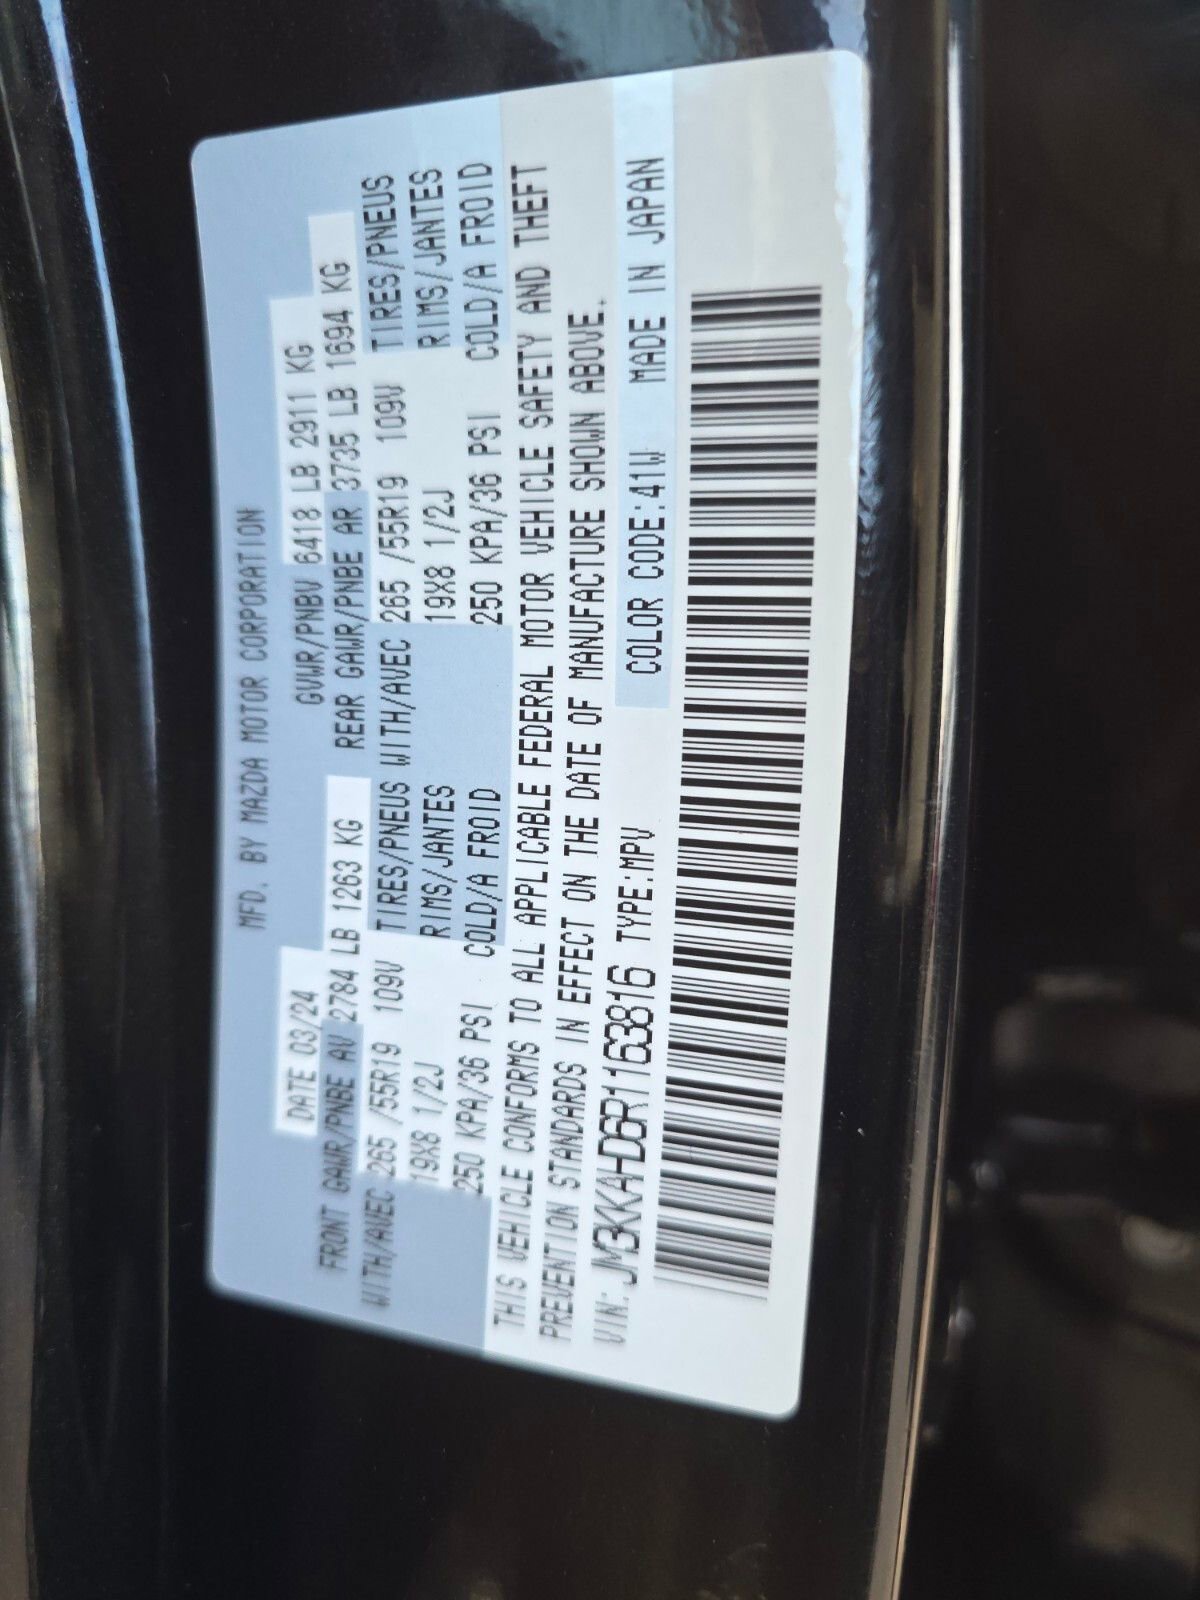 MFD. BY MAZDA MOTOR CORPORATION
DATE 03/24 GVWR/PNBV 6418 LB 2911 KG
FRONT GAWR/PNBE AV 2784 LB 1263 KG REAR GAWR/PNBE AR 3735 LB 1694 KG
WITH/AVEC 265 /55R19 109V TIRES/PNEUS WITH/AVEC 265 /55R19 109V TIRES/PNEUS
19X8 1/2J RIMS/JANTES 19X8 1/2J RIMS/JANTES
250 KPA/36 PSI COLD/A FROID 250 KPA/36 PSI COLD/A FROID
THIS VEHICLE CONFORMS TO ALL APPLICABLE FEDERAL MOTOR VEHICLE SAFETY AND THEFT
PREVENTION STANDARDS IN EFFECT ON THE DATE OF MANUFACTURE SHOWN ABOVE.
VIN: JM3KKAHD6R1163816 TYPE:MPV COLOR CODE:41W MADE IN JAPAN